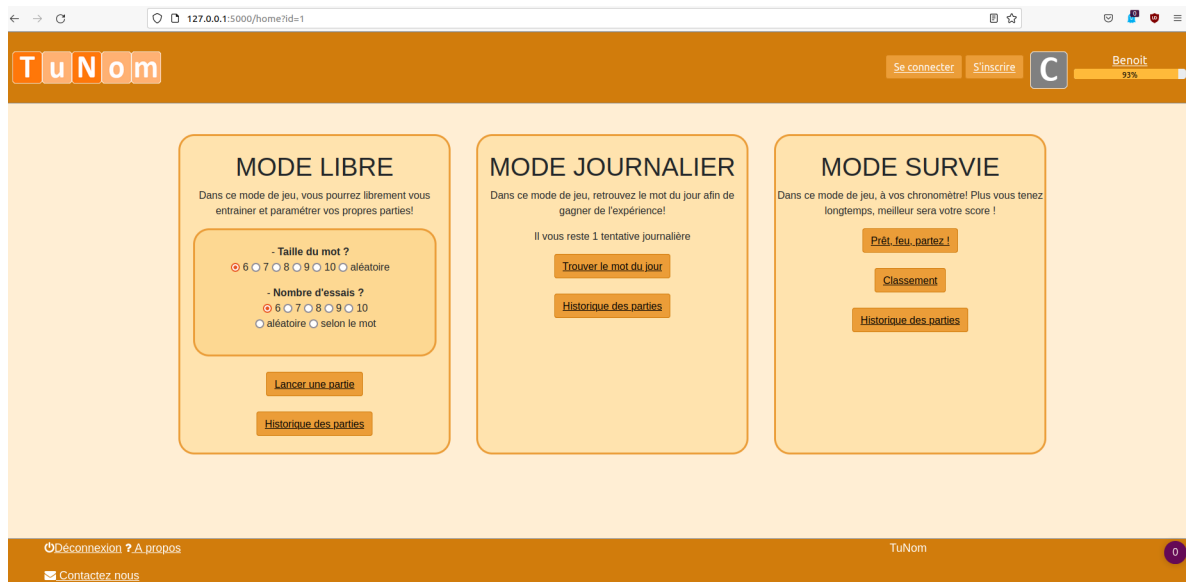 127.0.0.1:5000/home?id=1
0
TuNom
Se connecter
S'inscrire
C
Benoit
93%
MODE LIBRE
Dans ce mode de jeu, vous pourrez librement vous
entrainer et paramétrer vos propres parties!
- Taille du mot ?
6 7 8 9 10 aléatoire
- Nombre d'essais ?
6 7 8 9 10
aléatoire selon le mot
Lancer une partie
Historique des parties
MODE JOURNALIER
Dans ce mode de jeu, retrouvez le mot du jour afin de
gagner de l'expérience!
Il vous reste 1 tentative journalière
Trouver le mot du jour
Historique des parties
MODE SURVIE
Dans ce mode de jeu, à vos chronomètre! Plus vous tenez
longtemps, meilleur sera votre score !
Prêt, feu, partez !
Classement
Historique des parties
Déconnexion ? A propos
TuNom
0
Contactez nous